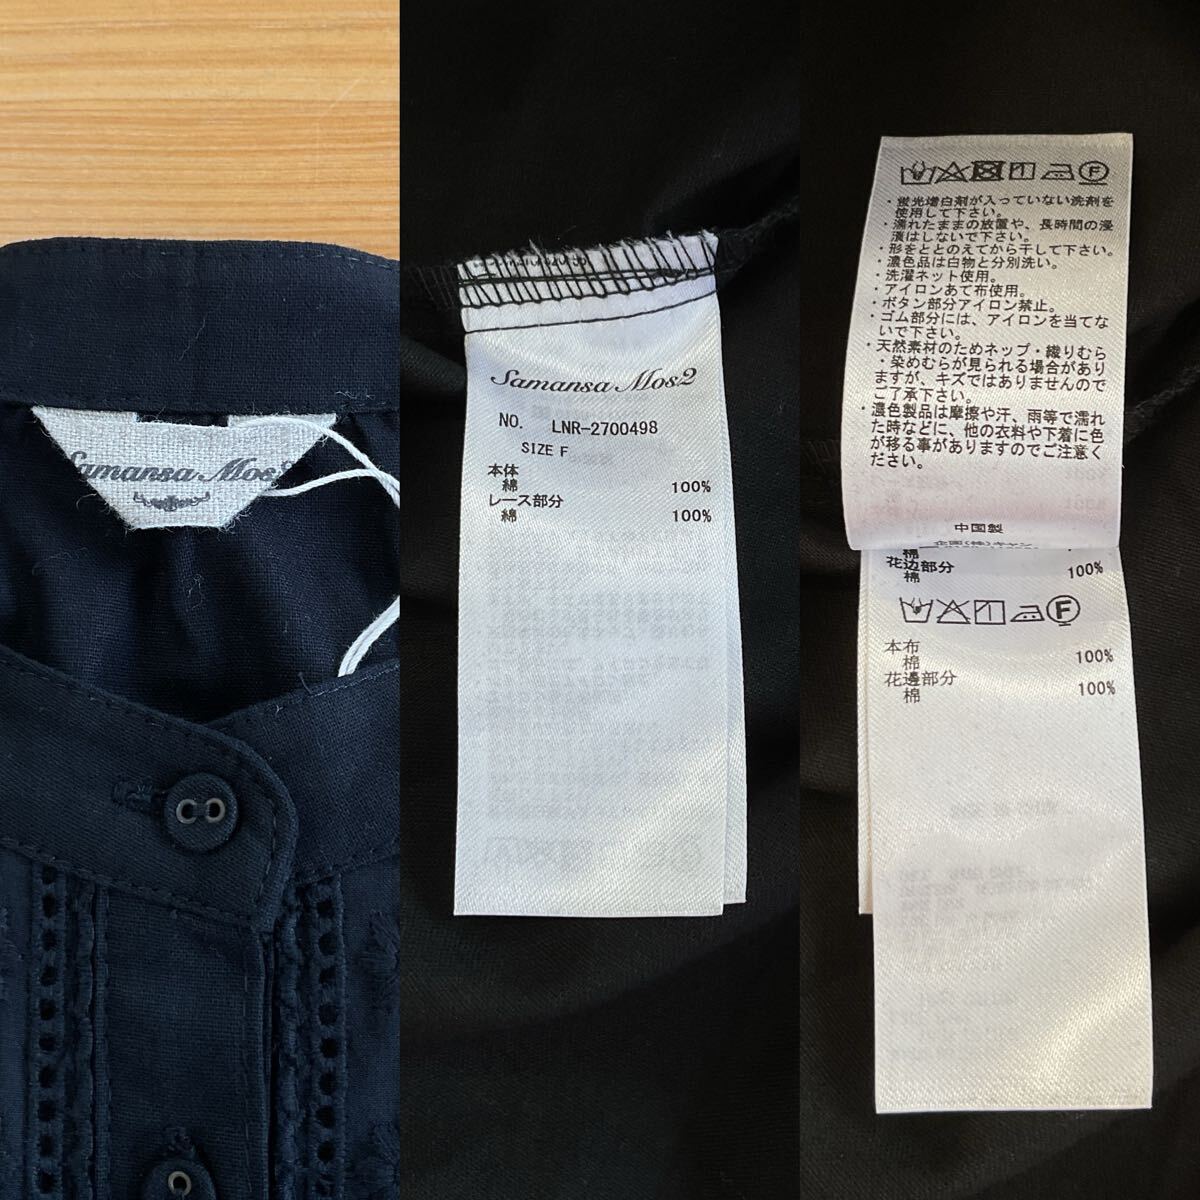 Samansa Mos2
Samansa Mos2
NO. LNR-2700498
SIZE F
本体
綿 100%
レース部分
綿 100%
・蛍光増白剤が入っていない洗剤を
使用して下さい。
・濡れたままの放置や、長時間の浸
漬はしないで下さい。
・形をととのえてから干して下さい。
・濃色品は白物と分別洗い。
・洗濯ネット使用。
・アイロンあて布使用。
・ボタン部分アイロン禁止。
・ゴム部分には、アイロンを当てな
いで下さい。
・天然素材のためネップ・織りむら
・染めむらが見られる場合があり
ますが、キズではありませんので
ご了承下さい。
・濃色製品は摩擦や汗、雨等で濡れ
た時などに、他の衣料や下着に色
が移る事がありますのでご注意く
ださい。
中国製
花边部分
棉 100%
本布
棉 100%
花邊部分
棉 100%